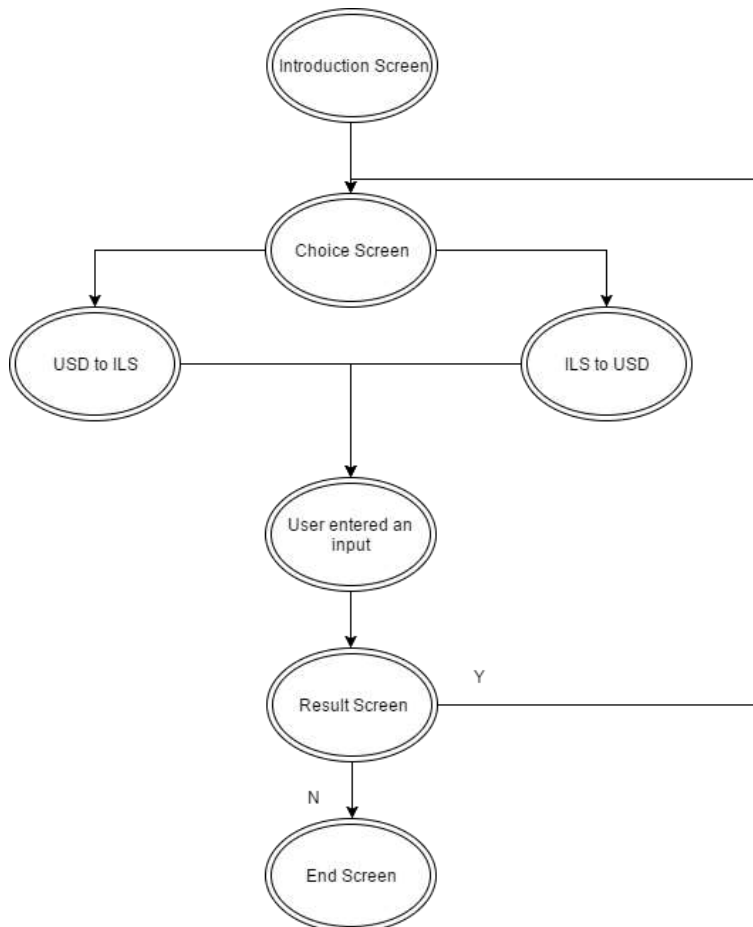 Introduction Screen
Choice Screen
USD to ILS
ILS to USD
User entered an
input
Result Screen
Y
N
End Screen